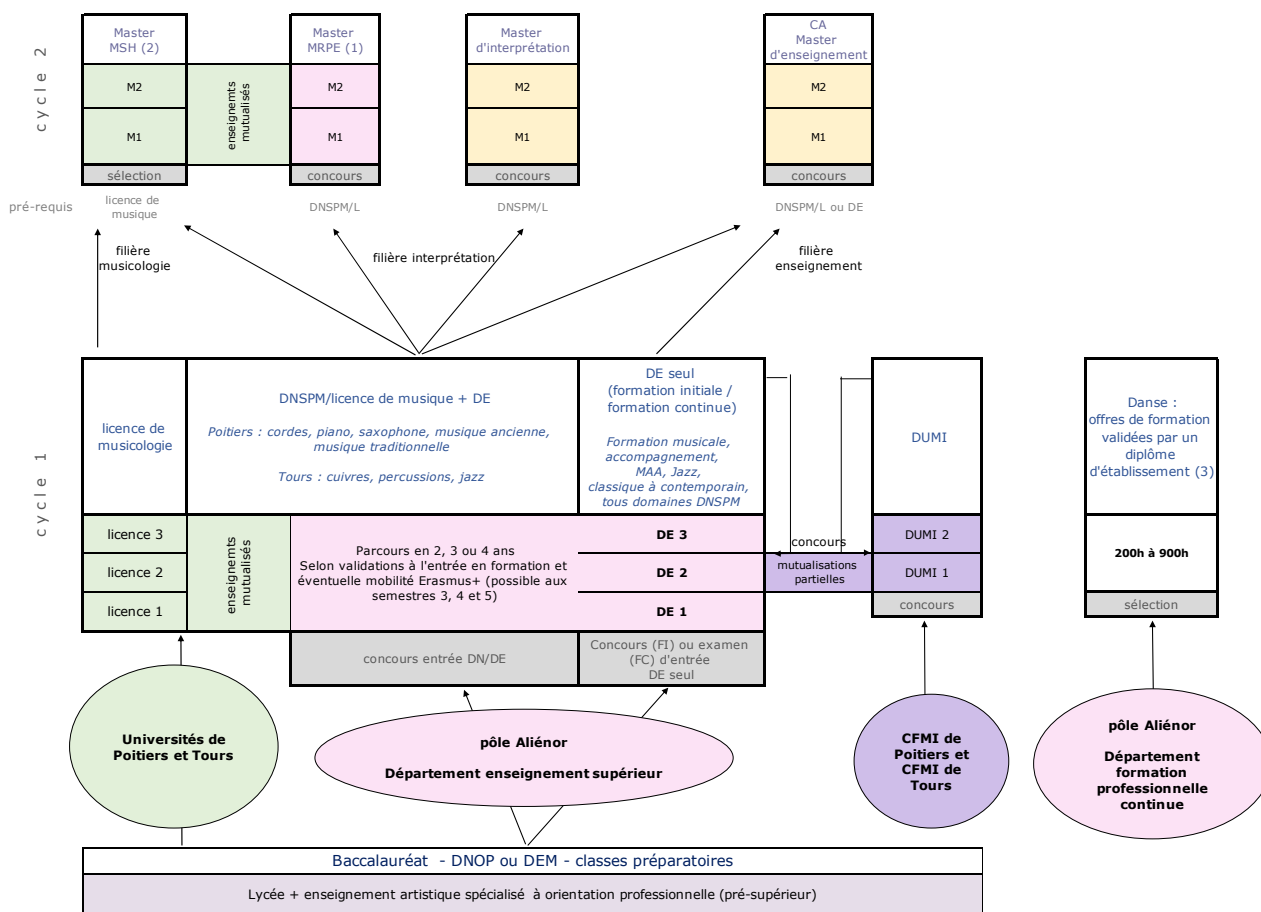 cycle 2
Master
MSH (2)
Master
MRPE (1)
Master
d'interprétation
CA
Master
d'enseignement
M2
enseignemts
mutualisés
M2
M2
M2
M1
M1
M1
M1
sélection
concours
concours
concours
pré-requis
licence de
musique
DNSPM/L
DNSPM/L
DNSPM/L ou DE
filière
musicologie
filière interprétation
filière
enseignement
cycle 1
licence de
musicologie
DNSPM/licence de musique + DE
Poitiers : cordes, piano, saxophone, musique ancienne,
musique traditionnelle
Tours : cuivres, percussions, jazz
DE seul
(formation initiale /
formation continue)
Formation musicale,
accompagnement,
MAA, Jazz,
classique à contemporain,
tous domaines DNSPM
DUMI
Danse :
offres de formation
validées par un
diplôme
d'établissement (3)
licence 3
licence 2
licence 1
enseignemts
mutualisés
Parcours en 2, 3 ou 4 ans
Selon validations à l'entrée en formation et
éventuelle mobilité Erasmus+ (possible aux
semestres 3, 4 et 5)
DE 3
DE 2
DE 1
concours
mutualisations
partielles
DUMI 2
DUMI 1
concours
200h à 900h
sélection
concours entrée DN/DE
Concours (FI) ou examen
(FC) d'entrée
DE seul
Universités de
Poitiers et Tours
pôle Aliénor
Département enseignement supérieur
CFMI de
Poitiers et
CFMI de
Tours
pôle Aliénor
Département
formation
professionnelle
continue
Baccalauréat - DNOP ou DEM - classes préparatoires
Lycée + enseignement artistique spécialisé à orientation professionnelle (pré-supérieur)